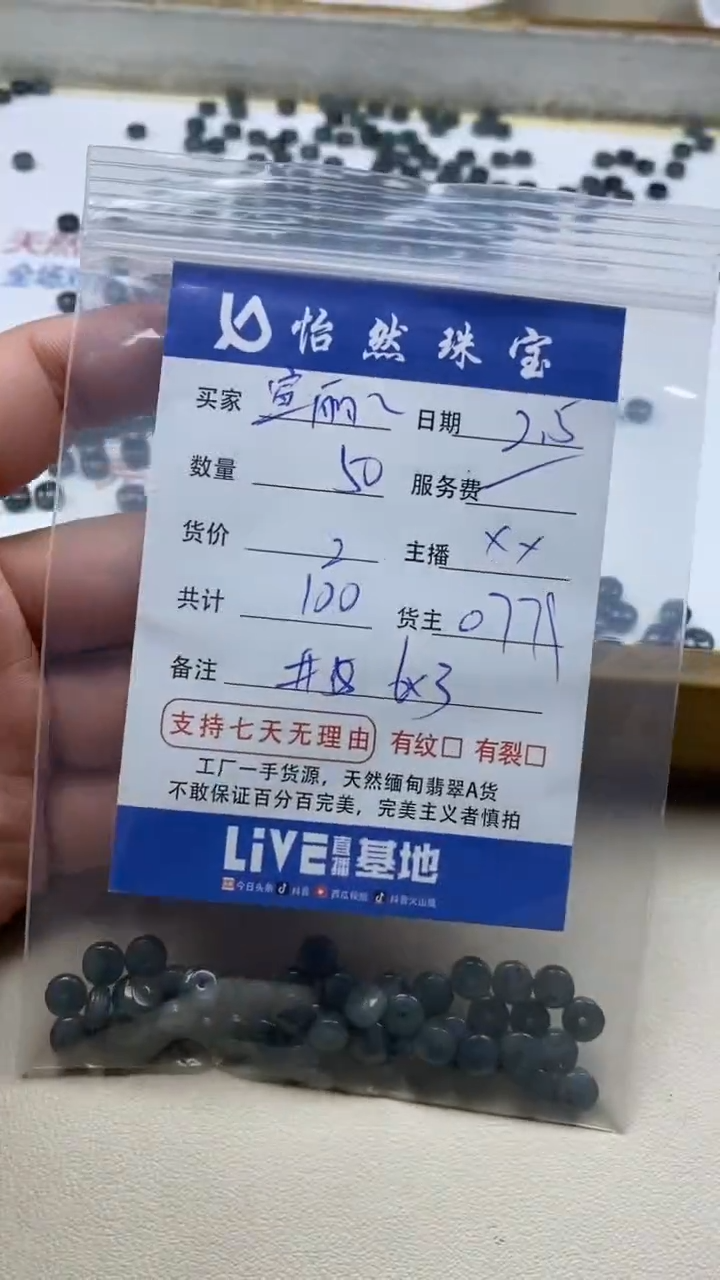 怡然珠宝
买家 日期 2.5
数量 50 服务费
货价 2 主播 XX
共计 100 货主
备注 6x3
支持七天无理由 有纹□ 有裂□
工厂一手货源，天然缅甸翡翠A货
不敢保证百分百完美，完美主义者慎拍
LiVE直播基地
今日头条 抖音 西瓜视频 抖音火山版
天然
全场